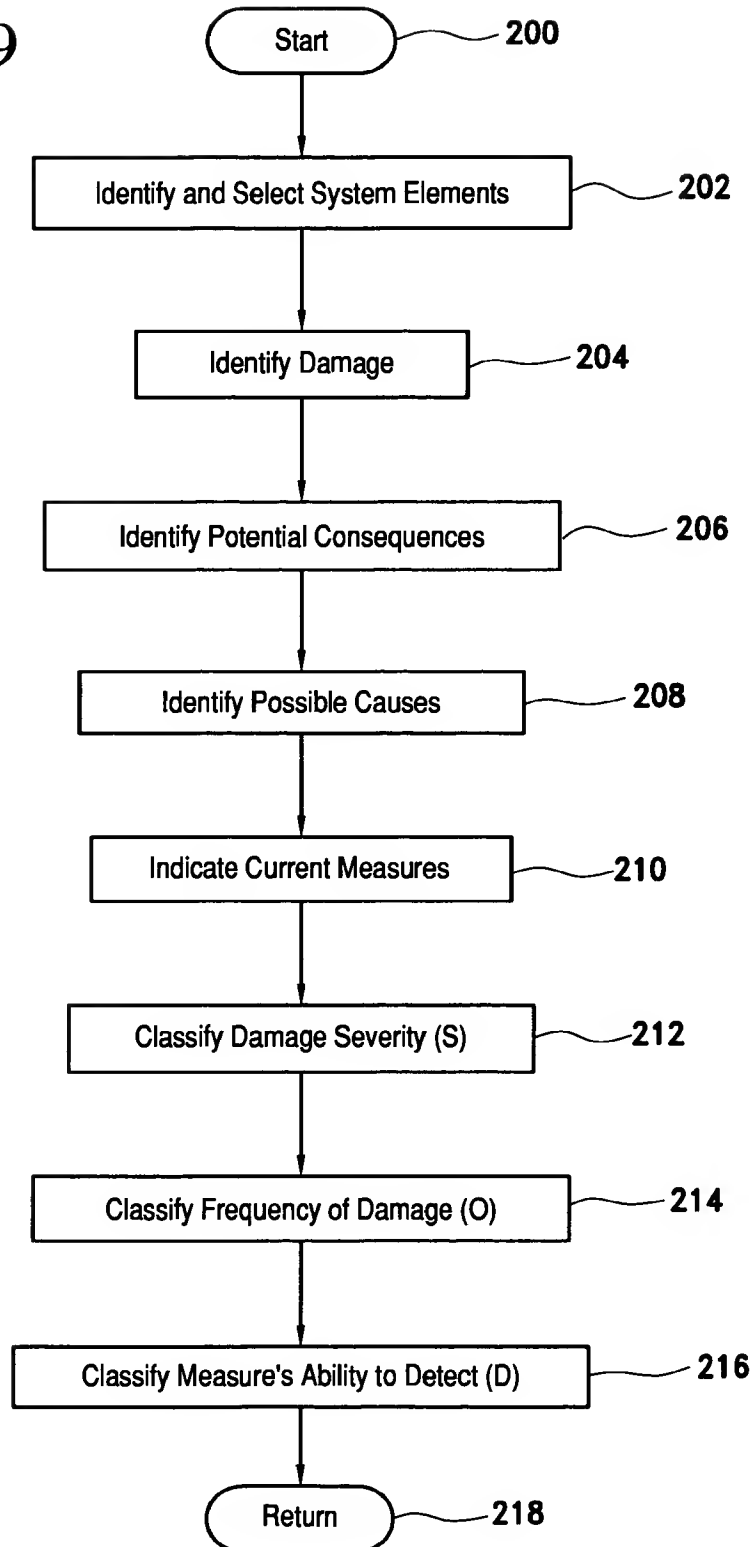 9
Start 200
Identify and Select System Elements 202
Identify Damage 204
Identify Potential Consequences 206
Identify Possible Causes 208
Indicate Current Measures 210
Classify Damage Severity (S) 212
Classify Frequency of Damage (O) 214
Classify Measure's Ability to Detect (D) 216
Return 218